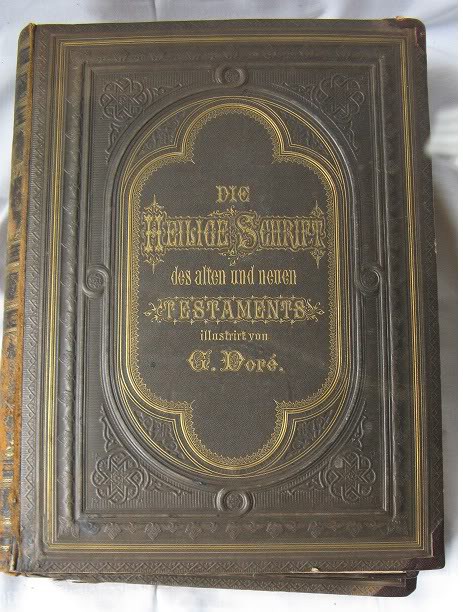 DIE
HEILIGE SCHRIFT
des alten und neuen
TESTAMENTS
illustrirt von
G. Doré.